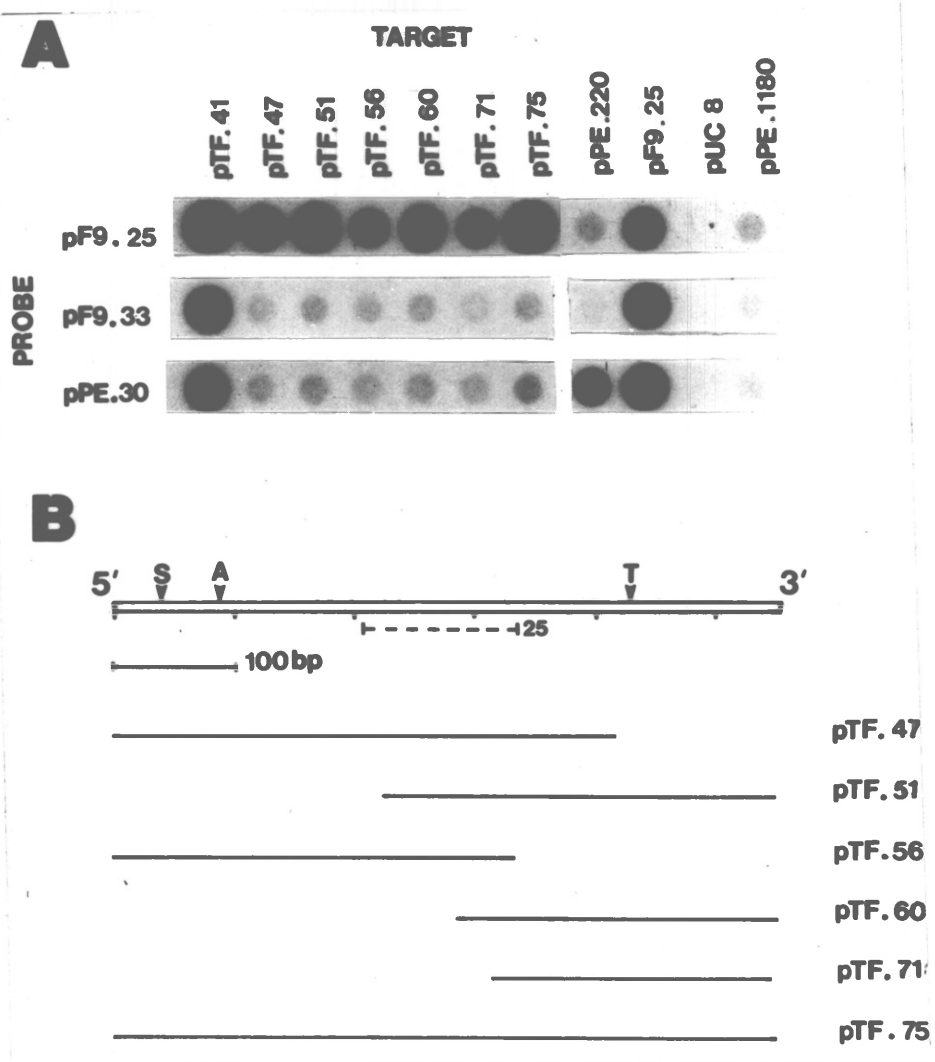 A
TARGET
pTF.41 pTF.47 pTF.51 pTF.56 pTF.60 pTF.71 pTF.75 pPE.220 pF9.25 pUC 8 pPE.1180
PROBE
pF9.25
pF9.33
pPE.30
B
5' S A T 3'
25
100bp
pTF.47
pTF.51
pTF.56
pTF.60
pTF.71
pTF.75